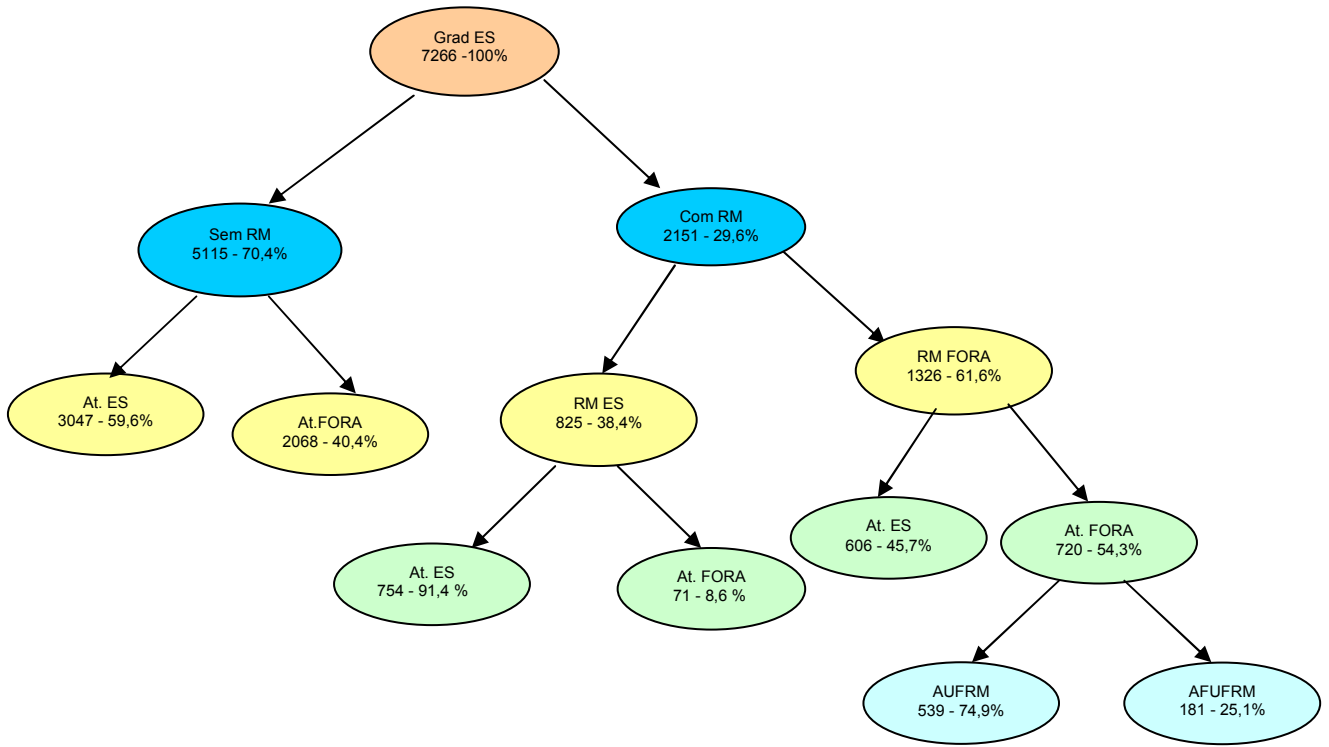 Grad ES
7266 -100%
Sem RM
5115 - 70,4%
Com RM
2151 - 29,6%
At. ES
3047 - 59,6%
At.FORA
2068 - 40,4%
RM ES
825 - 38,4%
RM FORA
1326 - 61,6%
At. ES
754 - 91,4 %
At. FORA
71 - 8,6 %
At. ES
606 - 45,7%
At. FORA
720 - 54,3%
AUFRM
539 - 74,9%
AFUFRM
181 - 25,1%